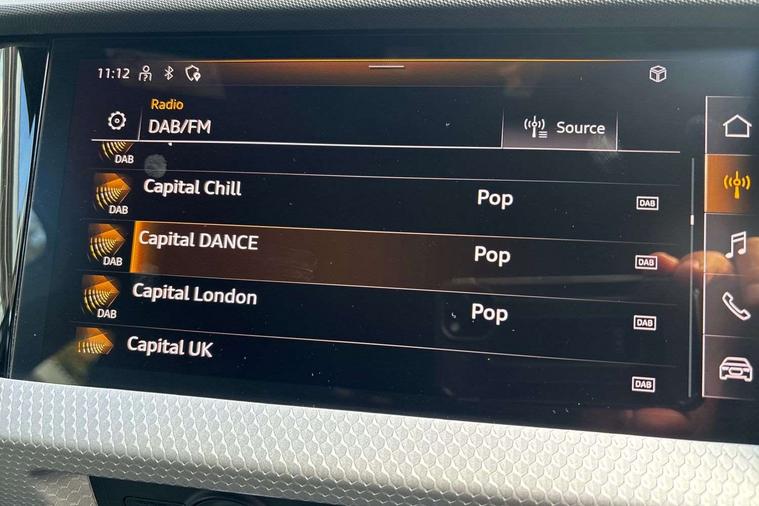 11:12
Radio
DAB/FM
Source
DAB
Capital Chill Pop DAB
DAB
Capital DANCE Pop DAB
DAB
Capital London Pop DAB
DAB
Capital UK DAB